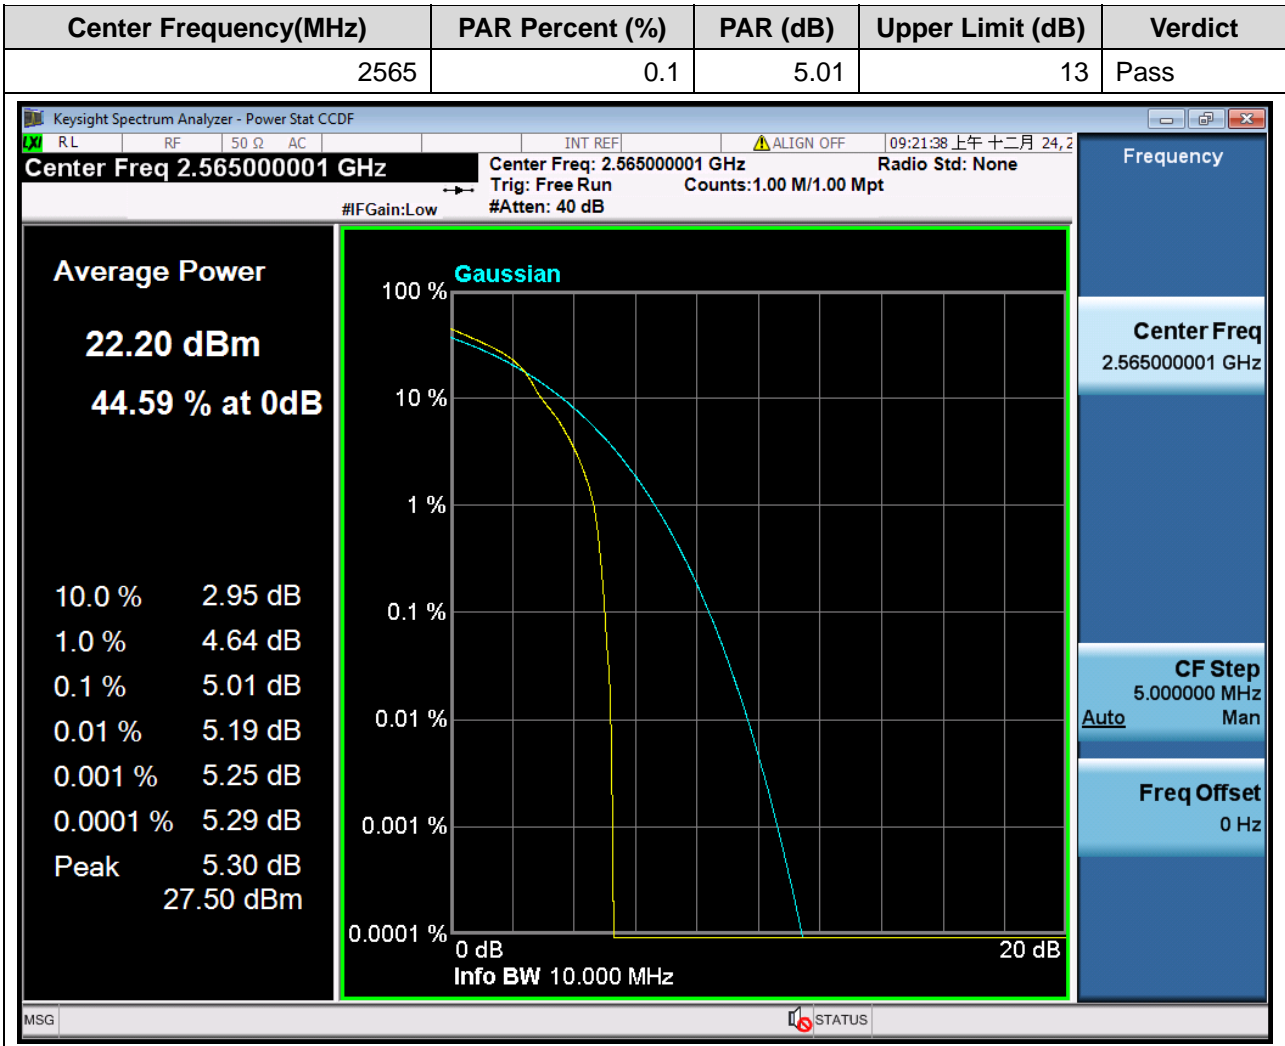 Center Frequency(MHz) PAR Percent (%) PAR (dB) Upper Limit (dB) Verdict
2565 0.1 5.01 13 Pass
Keysight Spectrum Analyzer - Power Stat CCDF
LXI RL RF 50 Ω AC INT REF ALIGN OFF 09:21:38 上午 十二月 24, 2
Center Freq 2.565000001 GHz
Center Freq: 2.565000001 GHz Radio Std: None
Trig: Free Run Counts:1.00 M/1.00 Mpt
#IFGain:Low #Atten: 40 dB
Average Power
22.20 dBm
44.59 % at 0dB
10.0 % 2.95 dB
1.0 % 4.64 dB
0.1 % 5.01 dB
0.01 % 5.19 dB
0.001 % 5.25 dB
0.0001 % 5.29 dB
Peak 5.30 dB
27.50 dBm
Gaussian
100 %
10 %
1 %
0.1 %
0.01 %
0.001 %
0.0001 %
0 dB 20 dB
Info BW 10.000 MHz
Frequency
Center Freq
2.565000001 GHz
CF Step
5.000000 MHz
Auto Man
Freq Offset
0 Hz
MSG STATUS